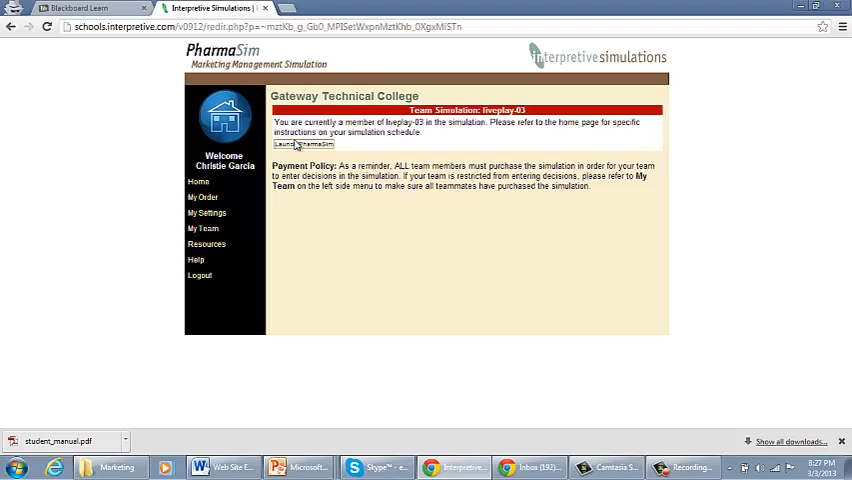 Blackboard Learn
Interpretive Simulations |
schools.interpretive.com/v0912/redir.php?p=~mztKb_g_Gb0_MPISetWxpnMztKhb_0XgxMiSTn
PharmaSim
Marketing Management Simulation
interpretive simulations
Gateway Technical College
Team Simulation: liveplay-03
You are currently a member of liveplay-03 in the simulation. Please refer to the home page for specific
instructions on your simulation schedule.
Launch PharmaSim
Welcome
Christie Garcia
Payment Policy: As a reminder, ALL team members must purchase the simulation in order for your team
to enter decisions in the simulation. If your team is restricted from entering decisions, please refer to My
Team on the left side menu to make sure all teammates have purchased the simulation.
Home
My Order
My Settings
My Team
Resources
Help
Logout
student_manual.pdf
Show all downloads...
Marketing
Web Site E...
Microsoft...
Skype™ - e...
Interpretive...
Inbox (192)...
Camtasia S...
Recording...
8:27 PM
3/3/2013